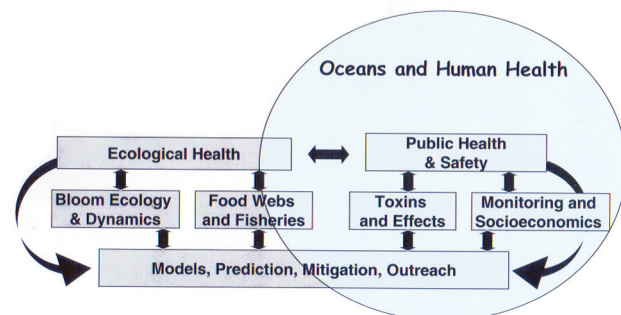 Oceans and Human Health
Ecological Health
Public Health
& Safety
Bloom Ecology
& Dynamics
Food Webs
and Fisheries
Toxins
and Effects
Monitoring and
Socioeconomics
Models, Prediction, Mitigation, Outreach